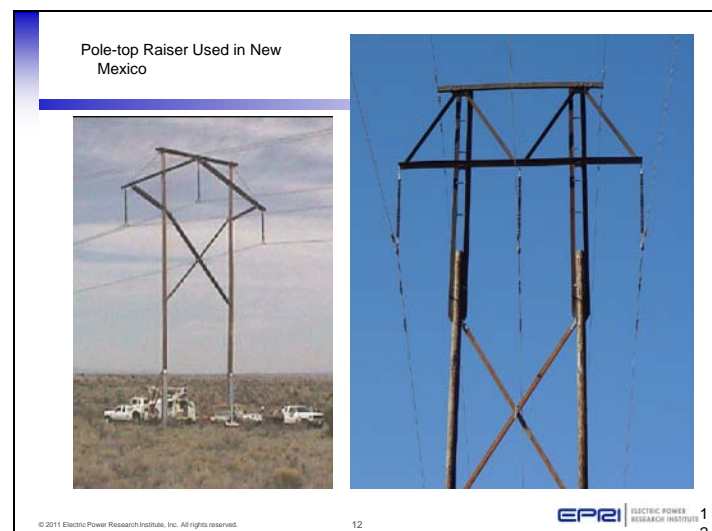 Pole-top Raiser Used in New
Mexico
© 2011 Electric Power Research Institute, Inc. All rights reserved.
12
EPRI ELECTRIC POWER
RESEARCH INSTITUTE
1